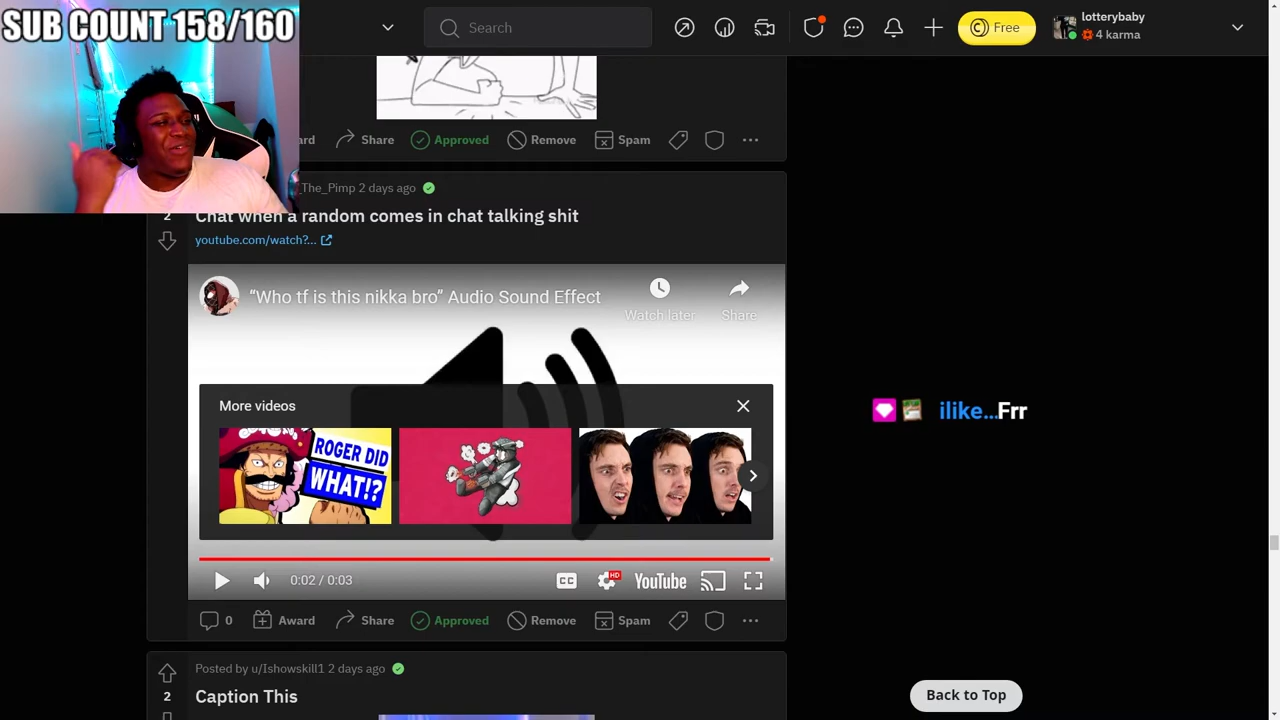 SUB COUNT 158/160
Search
Free
lotterybaby
4 karma
ard
Share
Approved
Remove
Spam
_The_Pimp 2 days ago
2
Chat when a random comes in chat talking shit
youtube.com/watch?...
"Who tf is this nikka bro" Audio Sound Effect
Watch later
Share
More videos
ROGER DID
WHAT!?
ilike...Frr
0:02 / 0:03
CC
HD
YouTube
0
Award
Share
Approved
Remove
Spam
Posted by u/Ishowskill1 2 days ago
2
Caption This
Back to Top